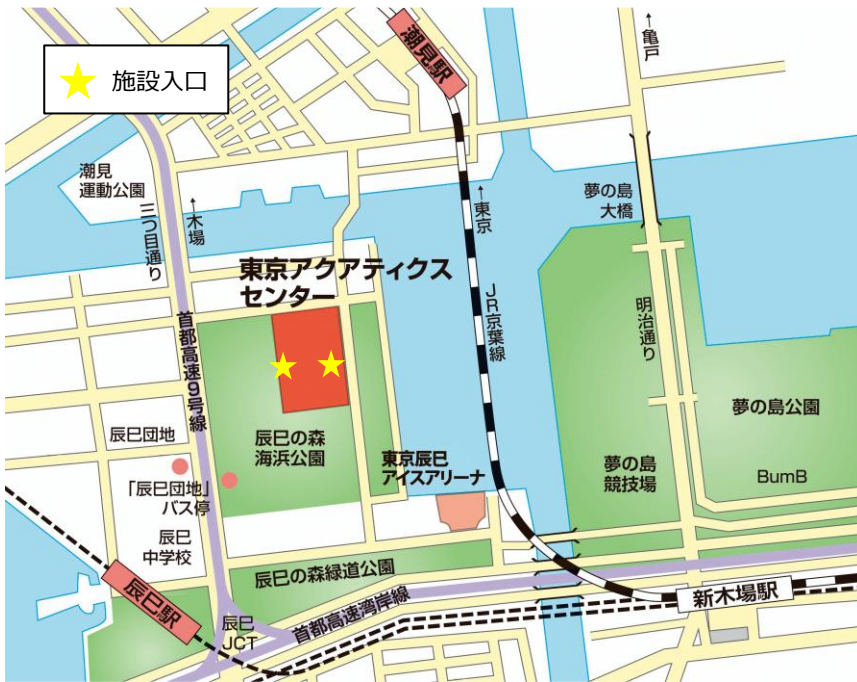 施設入口
潮見駅
←亀戸
潮見
運動公園
三つ目通り
←木場
←東京
夢の島
大橋
東京アクアティクス
センター
首都高速9号線
JR京葉線
明治通り
辰巳団地
辰巳の森
海浜公園
東京辰巳
アイスアリーナ
夢の島公園
夢の島
競技場
BumB
「辰巳団地」
バス停
辰巳
中学校
辰巳の森緑道公園
辰巳駅
辰巳
JCT
首都高速湾岸線
新木場駅